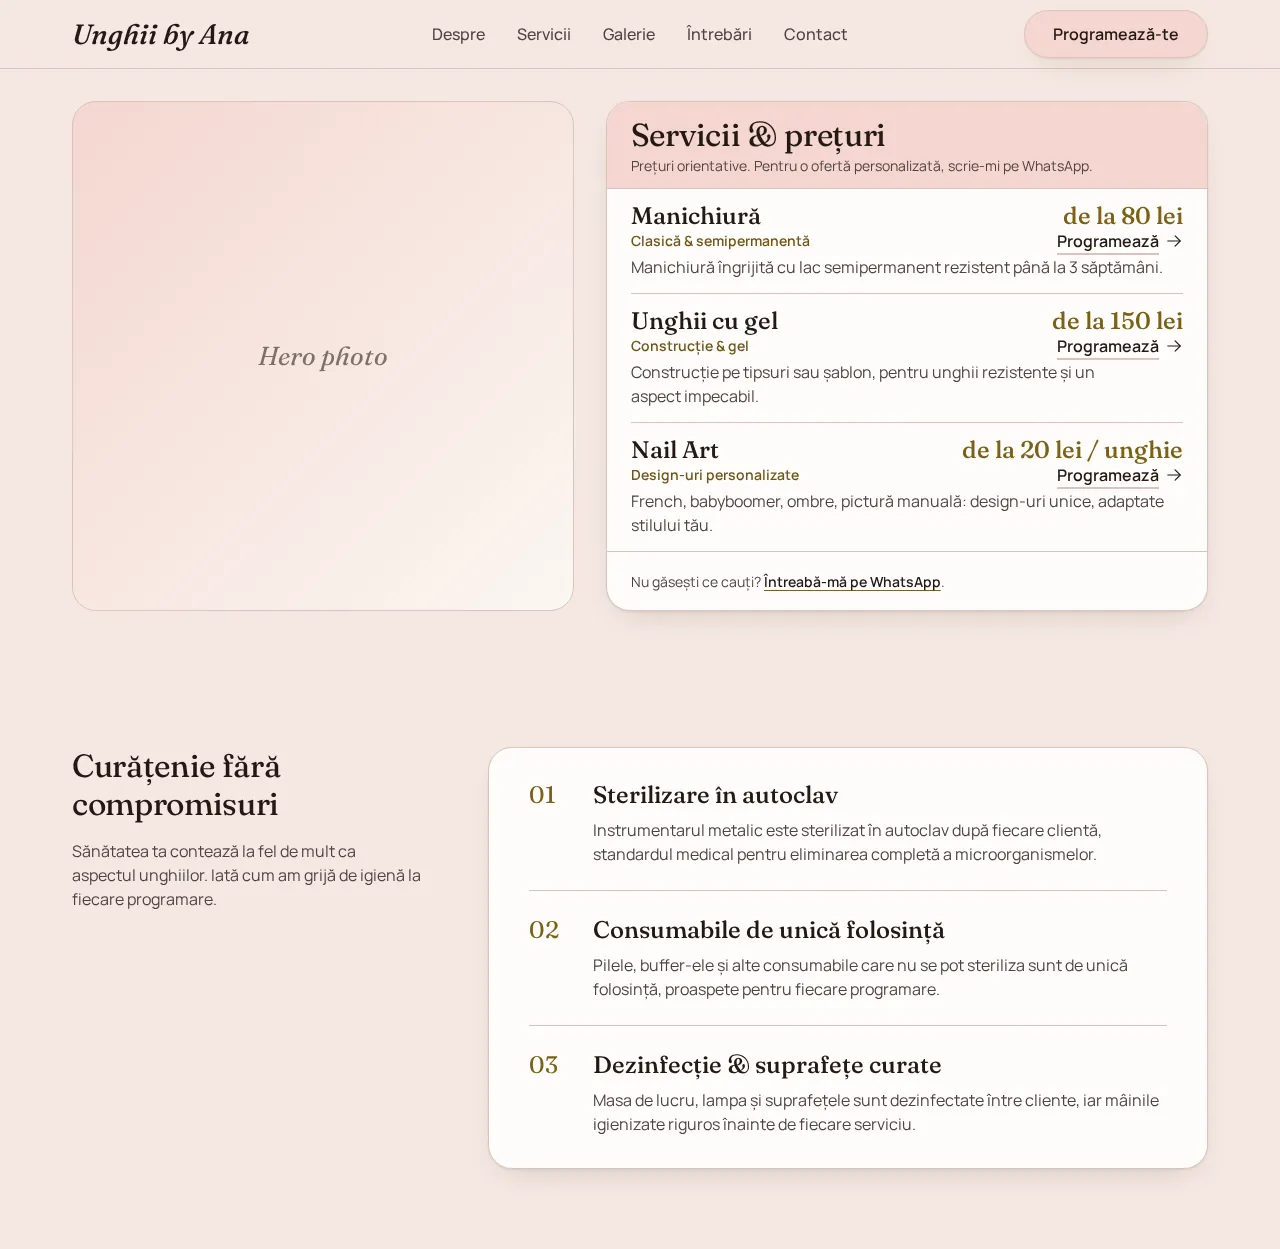 Unghii by Ana
Despre
Servicii
Galerie
Întrebări
Contact
Programează-te
Hero photo
Servicii & prețuri
Prețuri orientative. Pentru o ofertă personalizată, scrie-mi pe WhatsApp.
Manichiură
de la 80 lei
Clasică & semipermanentă
Programează →
Manichiură îngrijită cu lac semipermanent rezistent până la 3 săptămâni.
Unghii cu gel
de la 150 lei
Construcție & gel
Programează →
Construcție pe tipsuri sau șablon, pentru unghii rezistente și un
aspect impecabil.
Nail Art
de la 20 lei / unghie
Design-uri personalizate
Programează →
French, babyboomer, ombre, pictură manuală: design-uri unice, adaptate
stilului tău.
Nu găsești ce cauți? Întreabă-mă pe WhatsApp.
Curățenie fără
compromisuri
Sănătatea ta contează la fel de mult ca
aspectul unghiilor. Iată cum am grijă de igienă la
fiecare programare.
01
Sterilizare în autoclav
Instrumentarul metalic este sterilizat în autoclav după fiecare clientă,
standardul medical pentru eliminarea completă a microorganismelor.
02
Consumabile de unică folosință
Pilele, buffer-ele și alte consumabile care nu se pot steriliza sunt de unică
folosință, proaspete pentru fiecare programare.
03
Dezinfecție & suprafețe curate
Masa de lucru, lampa și suprafețele sunt dezinfectate între cliente, iar mâinile
igienizate riguros înainte de fiecare serviciu.